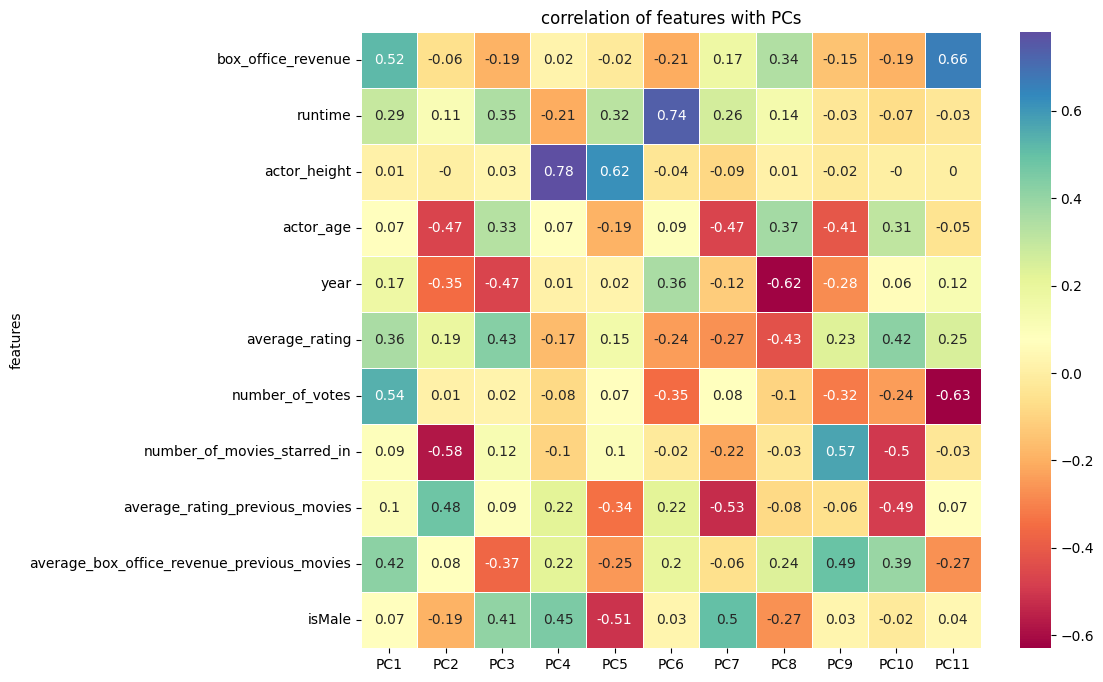 correlation of features with PCs
features
box_office_revenue 0.52 -0.06 -0.19 0.02 -0.02 -0.21 0.17 0.34 -0.15 -0.19 0.66
runtime 0.29 0.11 0.35 -0.21 0.32 0.74 0.26 0.14 -0.03 -0.07 -0.03
actor_height 0.01 -0 0.03 0.78 0.62 -0.04 -0.09 0.01 -0.02 -0 0
actor_age 0.07 -0.47 0.33 0.07 -0.19 0.09 -0.47 0.37 -0.41 0.31 -0.05
year 0.17 -0.35 -0.47 0.01 0.02 0.36 -0.12 -0.62 -0.28 0.06 0.12
average_rating 0.36 0.19 0.43 -0.17 0.15 -0.24 -0.27 -0.43 0.23 0.42 0.25
number_of_votes 0.54 0.01 0.02 -0.08 0.07 -0.35 0.08 -0.1 -0.32 -0.24 -0.63
number_of_movies_starred_in 0.09 -0.58 0.12 -0.1 0.1 -0.02 -0.22 -0.03 0.57 -0.5 -0.03
average_rating_previous_movies 0.1 0.48 0.09 0.22 -0.34 0.22 -0.53 -0.08 -0.06 -0.49 0.07
average_box_office_revenue_previous_movies 0.42 0.08 -0.37 0.22 -0.25 0.2 -0.06 0.24 0.49 0.39 -0.27
isMale 0.07 -0.19 0.41 0.45 -0.51 0.03 0.5 -0.27 0.03 -0.02 0.04
PC1 PC2 PC3 PC4 PC5 PC6 PC7 PC8 PC9 PC10 PC11
0.6
0.4
0.2
0.0
−0.2
−0.4
−0.6